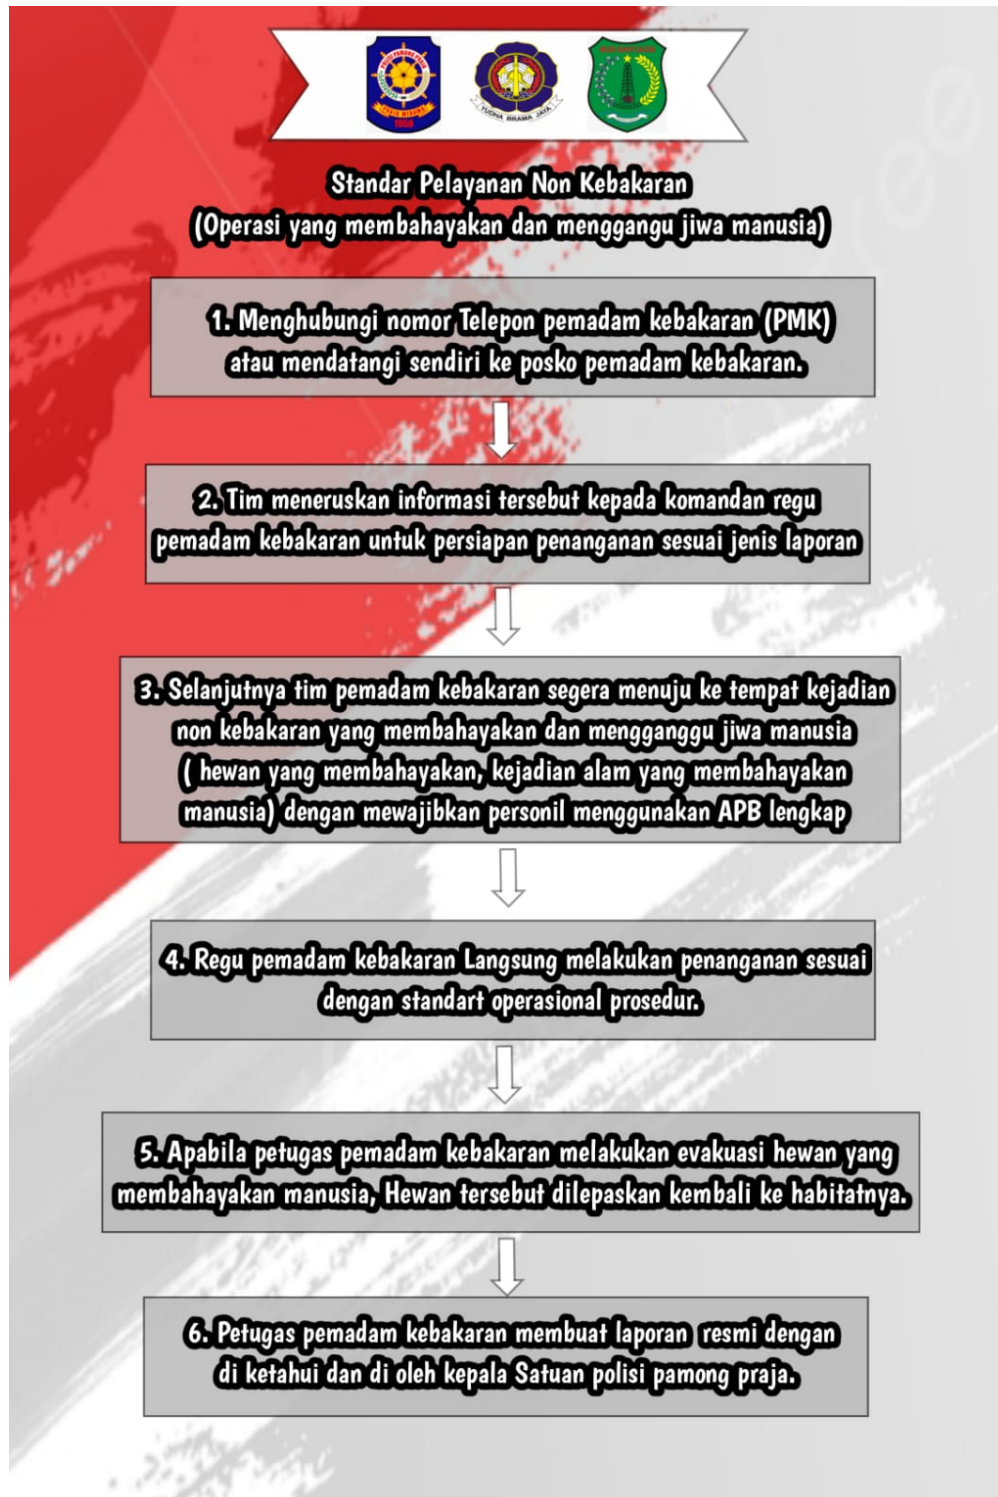 YUDHA BRAMA JAYA
1950
Standar Pelayanan Non Kebakaran
(Operasi yang membahayakan dan menggangu jiwa manusia)
1. Menghubungi nomor Telepon pemadam kebakaran (PMK)
atau mendatangi sendiri ke posko pemadam kebakaran.
2. Tim meneruskan informasi tersebut kepada komandan regu
pemadam kebakaran untuk persiapan penanganan sesuai jenis laporan
3. Selanjutnya tim pemadam kebakaran segera menuju ke tempat kejadian
non kebakaran yang membahayakan dan mengganggu jiwa manusia
( hewan yang membahayakan, kejadian alam yang membahayakan
manusia) dengan mewajibkan personil menggunakan APB lengkap
4. Regu pemadam kebakaran Langsung melakukan penanganan sesuai
dengan standart operasional prosedur.
5. Apabila petugas pemadam kebakaran melakukan evakuasi hewan yang
membahayakan manusia, Hewan tersebut dilepaskan kembali ke habitatnya.
6. Petugas pemadam kebakaran membuat laporan resmi dengan
di ketahui dan di oleh kepala Satuan polisi pamong praja.